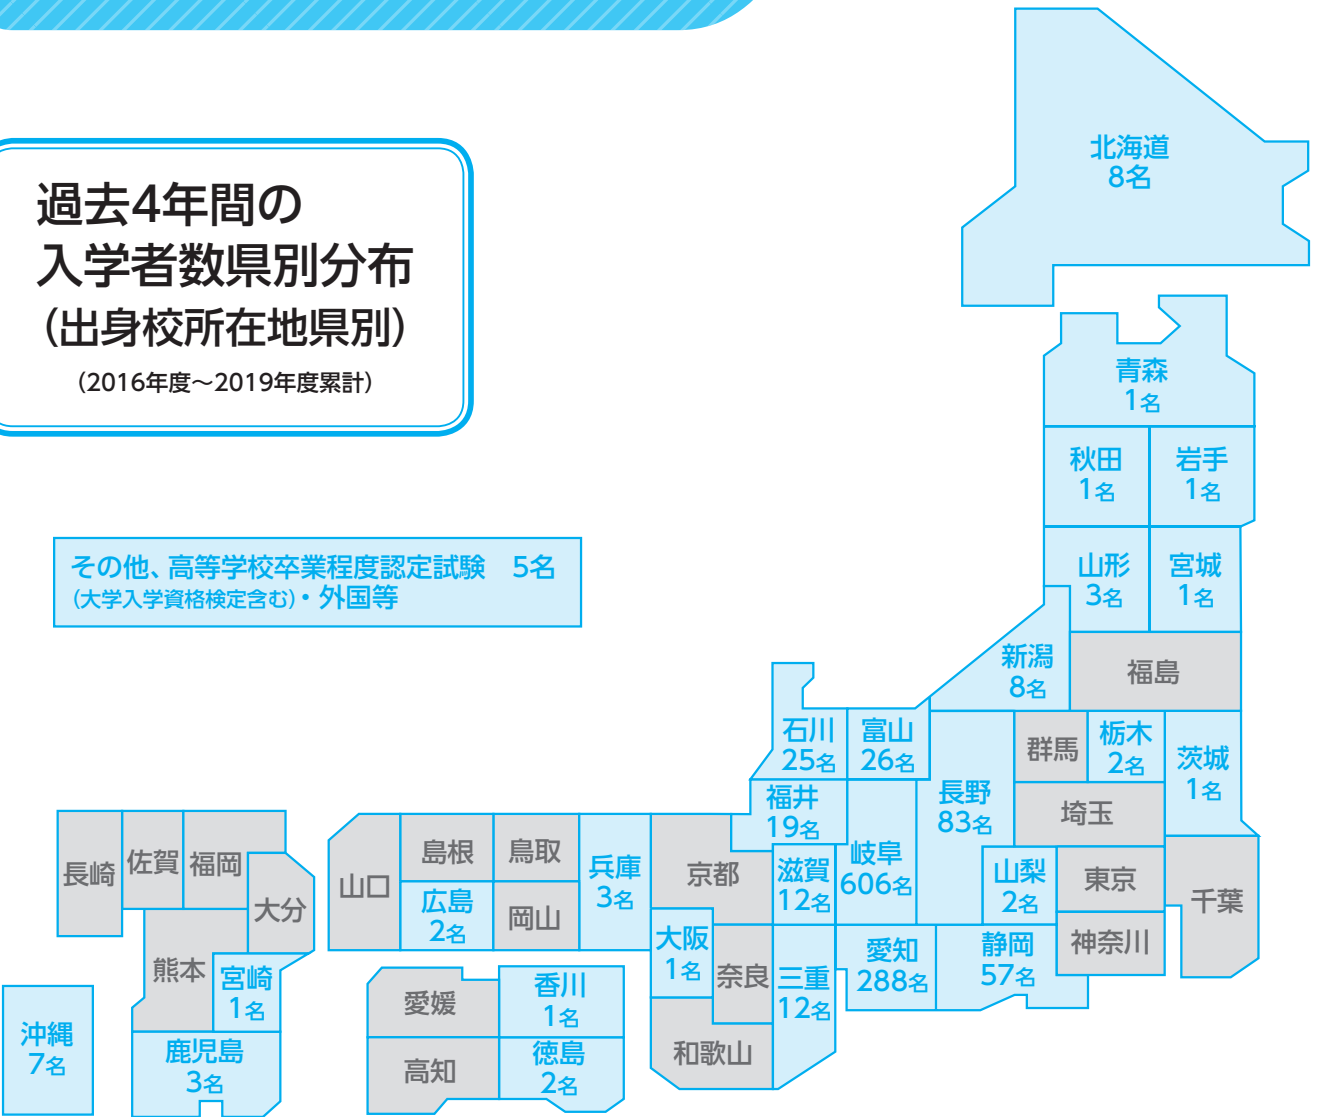 過去4年間の
入学者数県別分布
（出身校所在地県別）
（2016年度～2019年度累計）
その他、高等学校卒業程度認定試験　5名
（大学入学資格検定含む）・外国等
北海道
8名
青森
1名
秋田
1名
岩手
1名
山形
3名
宮城
1名
新潟
8名
福島
石川
25名
富山
26名
群馬
栃木
2名
茨城
1名
福井
19名
長野
83名
埼玉
岐阜
606名
滋賀
12名
山梨
2名
東京
千葉
神奈川
愛知
288名
静岡
57名
三重
12名
京都
大阪
1名
奈良
和歌山
兵庫
3名
鳥取
岡山
島根
広島
2名
山口
香川
1名
徳島
2名
愛媛
高知
福岡
佐賀
長崎
大分
熊本
宮崎
1名
鹿児島
3名
沖縄
7名